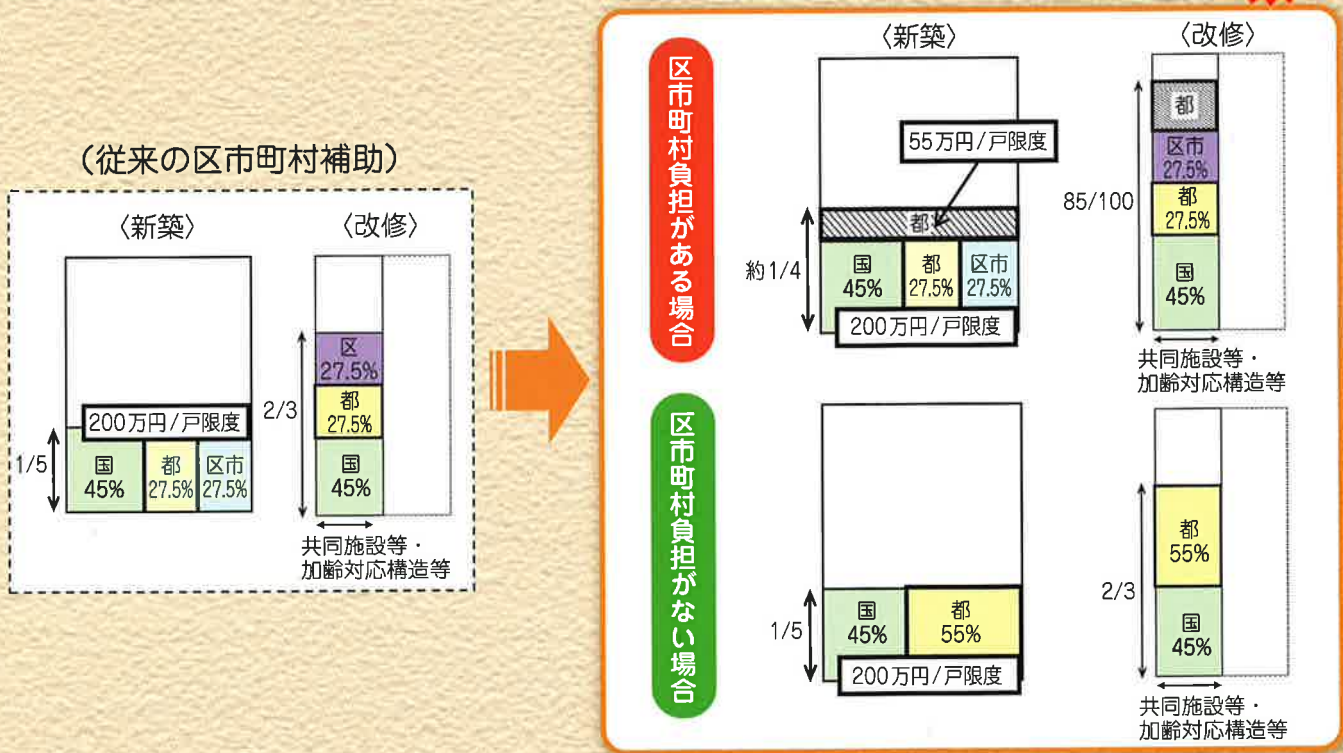 (従来の区市町村補助)
〈新築〉
200万円/戸限度
1/5
国
45%
都
27.5%
区市
27.5%
〈改修〉
2/3
区
27.5%
都
27.5%
国
45%
共同施設等・
加齢対応構造等
区市町村負担がある場合
〈新築〉
55万円/戸限度
都
約1/4
国
45%
都
27.5%
区市
27.5%
200万円/戸限度
〈改修〉
85/100
都
区市
27.5%
都
27.5%
国
45%
共同施設等・
加齢対応構造等
区市町村負担がない場合
1/5
国
45%
都
55%
200万円/戸限度
2/3
都
55%
国
45%
共同施設等・
加齢対応構造等